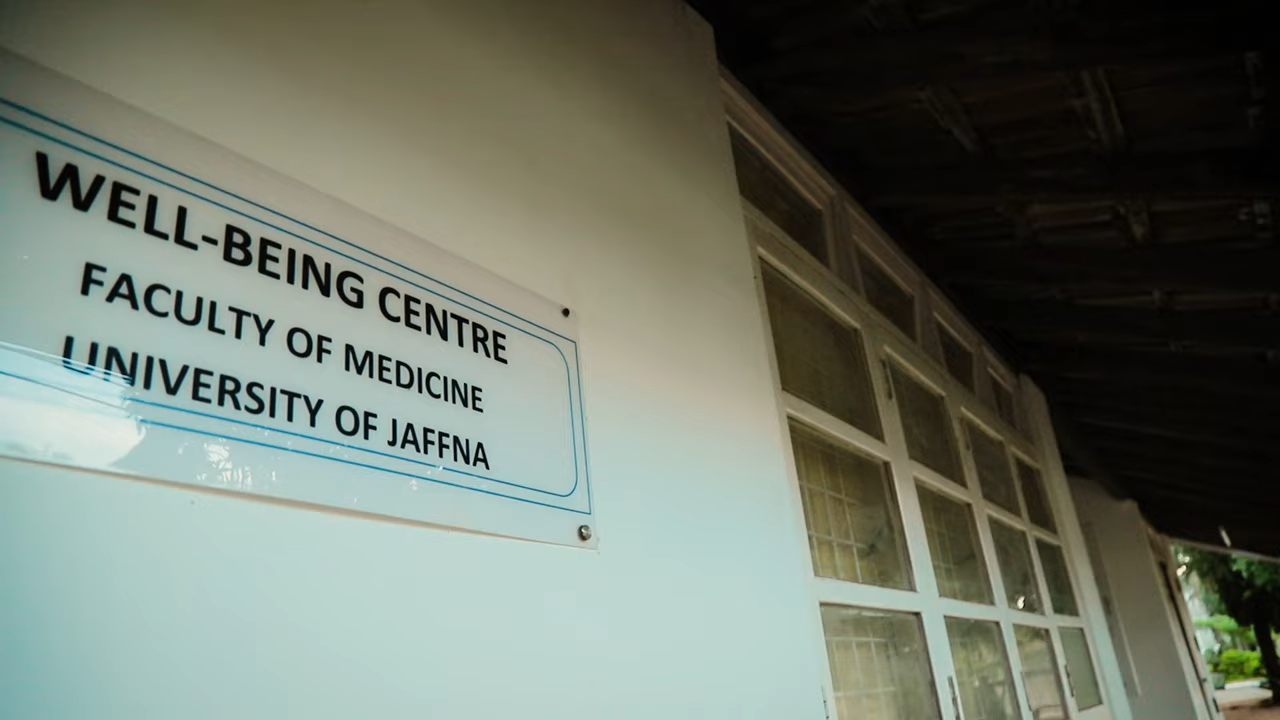 WELL-BEING CENTRE
FACULTY OF MEDICINE
UNIVERSITY OF JAFFNA